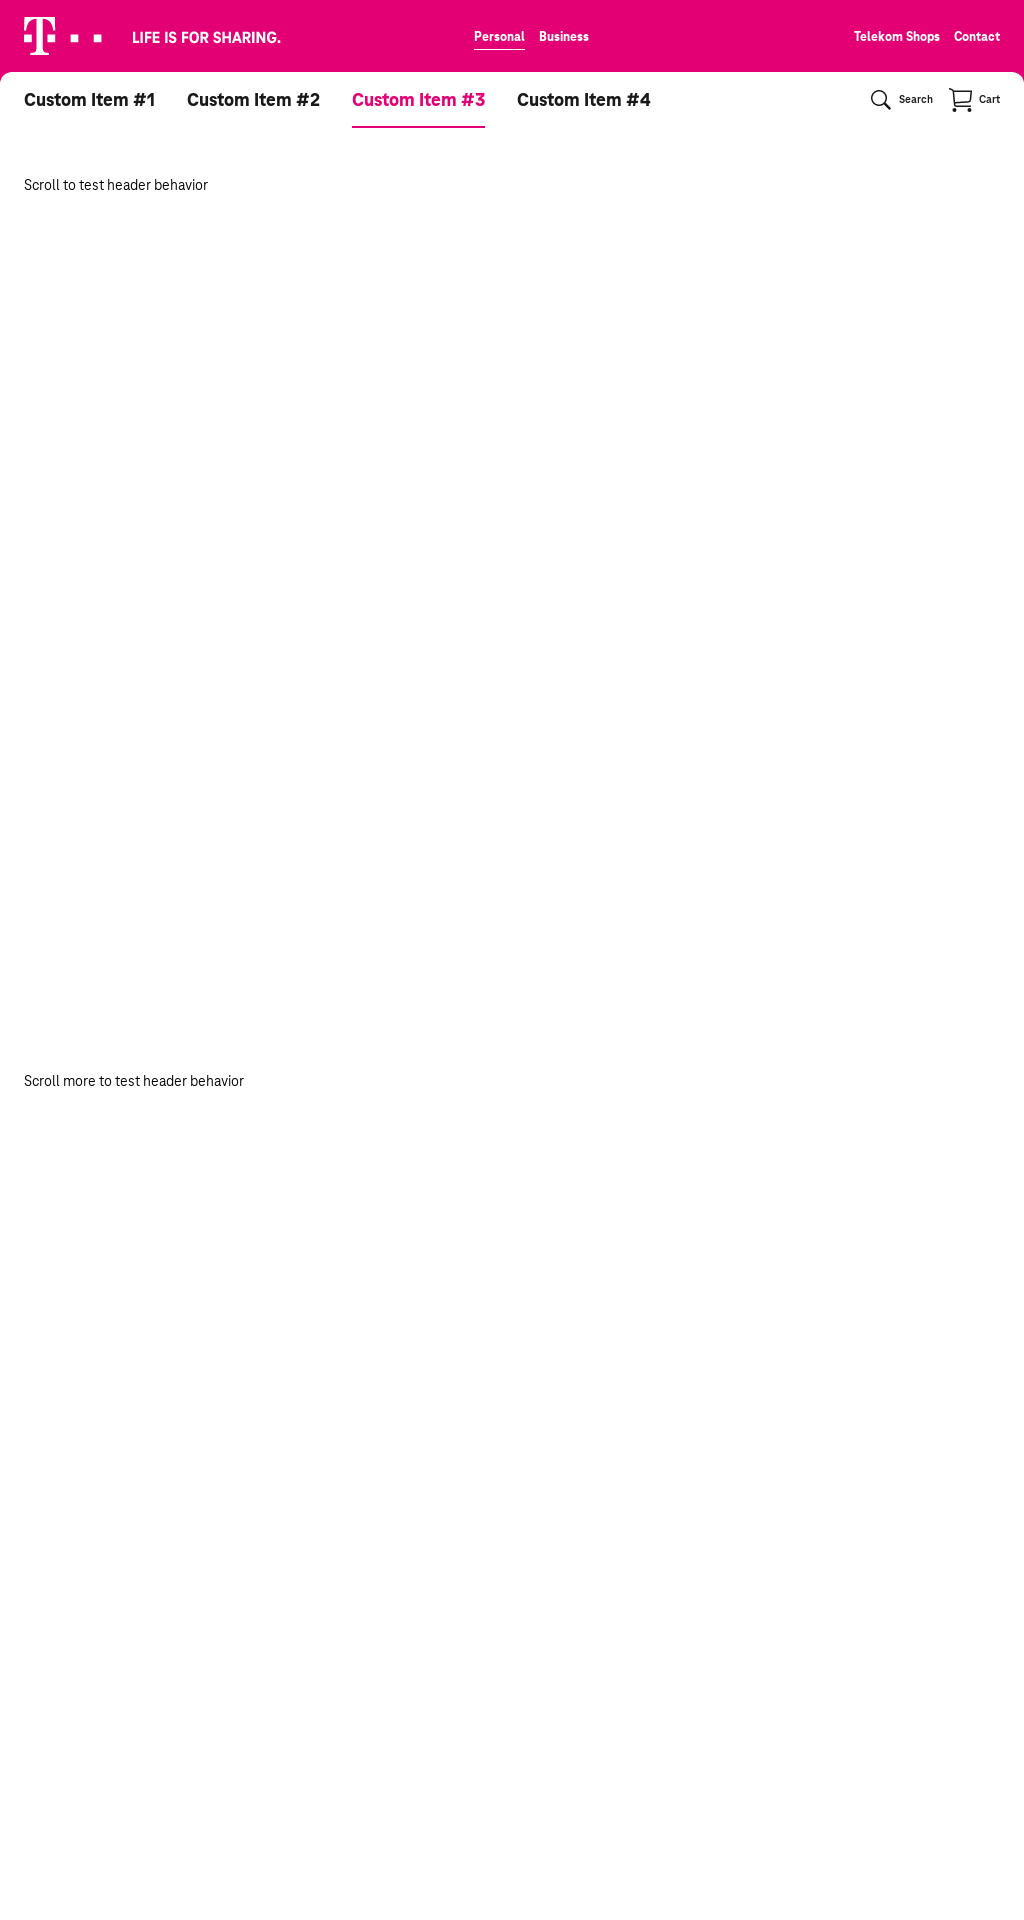 T
LIFE IS FOR SHARING.
Personal
Business
Telekom Shops
Contact
Custom Item #1
Custom Item #2
Custom Item #3
Custom Item #4
Search
Cart
Scroll to test header behavior
Scroll more to test header behavior